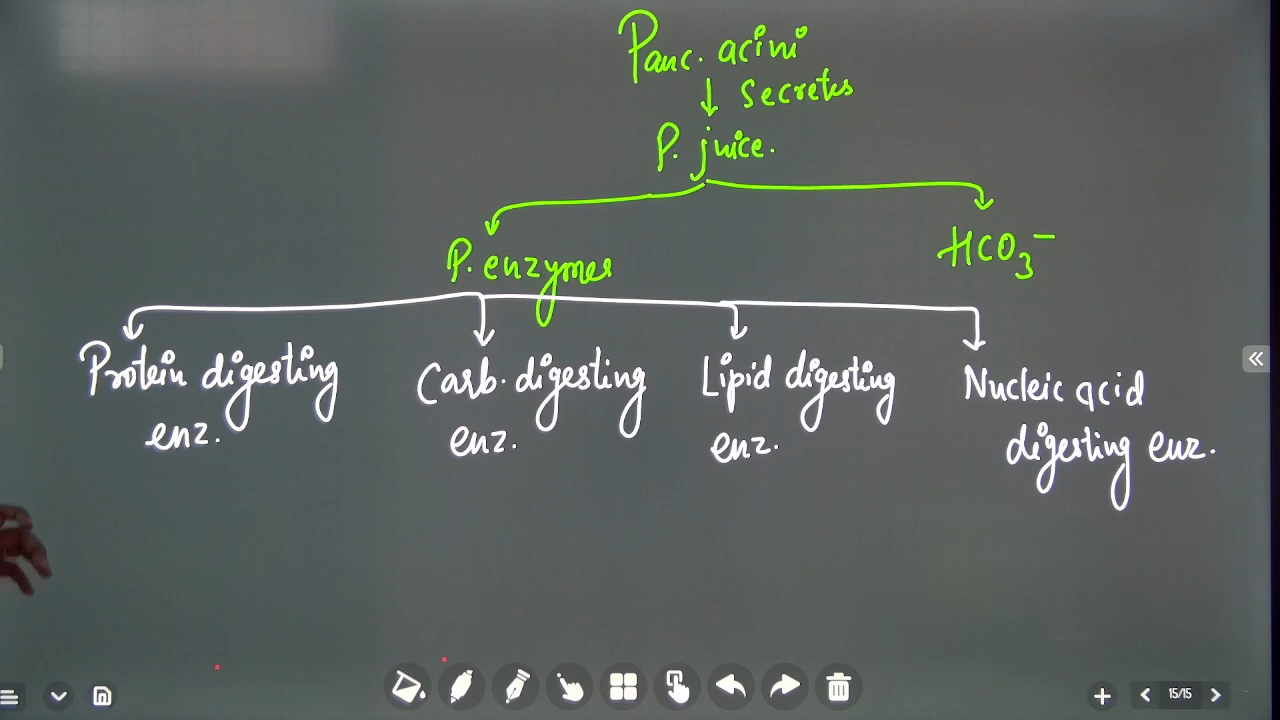 Panc. acini
secretes
P. juice.
P. enzymes
HCO₃⁻
Protein digesting
enz.
Carb. digesting
enz.
Lipid digesting
enz.
Nucleic acid
digesting enz.
15/15